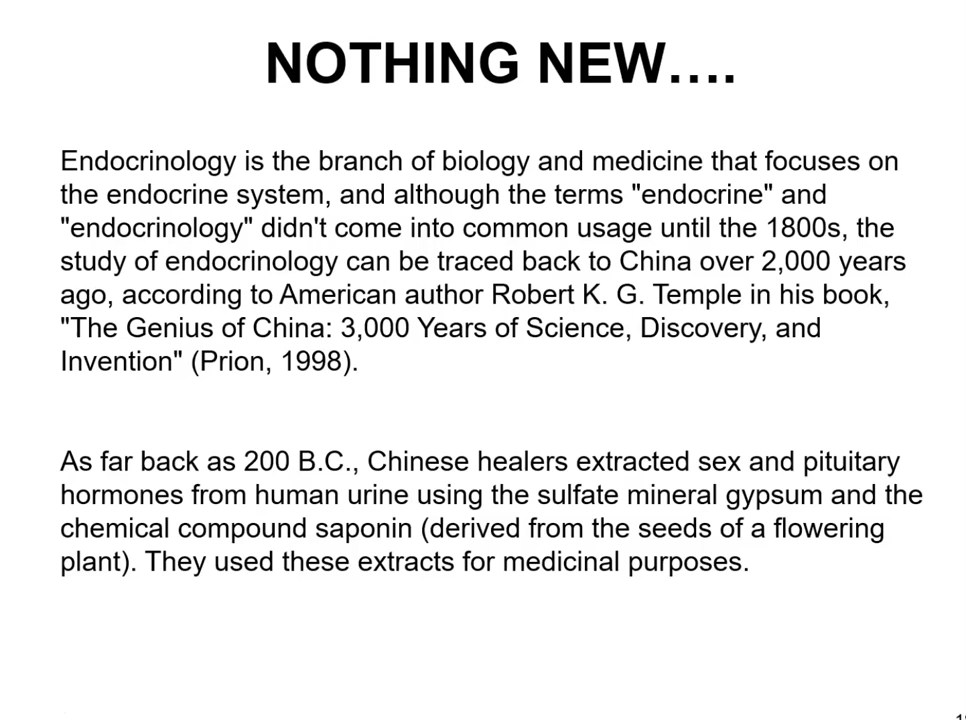 NOTHING NEW….
Endocrinology is the branch of biology and medicine that focuses on
the endocrine system, and although the terms "endocrine" and
"endocrinology" didn't come into common usage until the 1800s, the
study of endocrinology can be traced back to China over 2,000 years
ago, according to American author Robert K. G. Temple in his book,
"The Genius of China: 3,000 Years of Science, Discovery, and
Invention" (Prion, 1998).
As far back as 200 B.C., Chinese healers extracted sex and pituitary
hormones from human urine using the sulfate mineral gypsum and the
chemical compound saponin (derived from the seeds of a flowering
plant). They used these extracts for medicinal purposes.